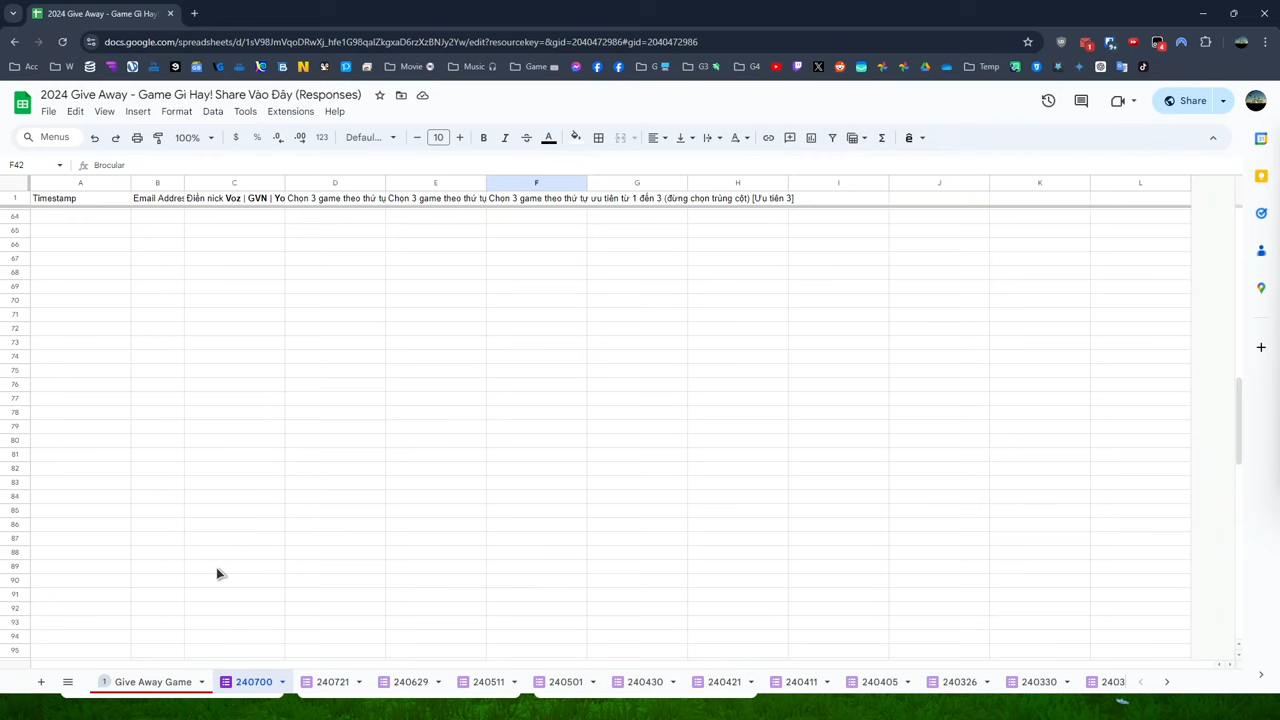 2024 Give Away - Game Gì Hay!
docs.google.com/spreadsheets/d/1sV98JmVqoDRwXj_hfe1G98qalZkgxaD6rzXzBNJy2Yw/edit?resourcekey=&gid=2040472986#gid=2040472986
Acc W Movie Music Game G G3 G4 Temp
2024 Give Away - Game Gì Hay! Share Vào Đây (Responses)
File Edit View Insert Format Data Tools Extensions Help
Share
Menus 100% $ % .0 .00 123 Defaul... 10 B I A
F42 Brocular
A B C D E F G H I J K L
1 Timestamp Email Addres Điền nick Voz | GVN | Yo Chọn 3 game theo thứ tự Chọn 3 game theo thứ tự Chọn 3 game theo thứ tự ưu tiên từ 1 đến 3 (đừng chọn trùng cột) [Ưu tiên 3]
64
65
66
67
68
69
70
71
72
73
74
75
76
77
78
79
80
81
82
83
84
85
86
87
88
89
90
91
92
93
94
95
1 Give Away Game 240700 240721 240629 240511 240501 240430 240421 240411 240405 240326 240330 2403